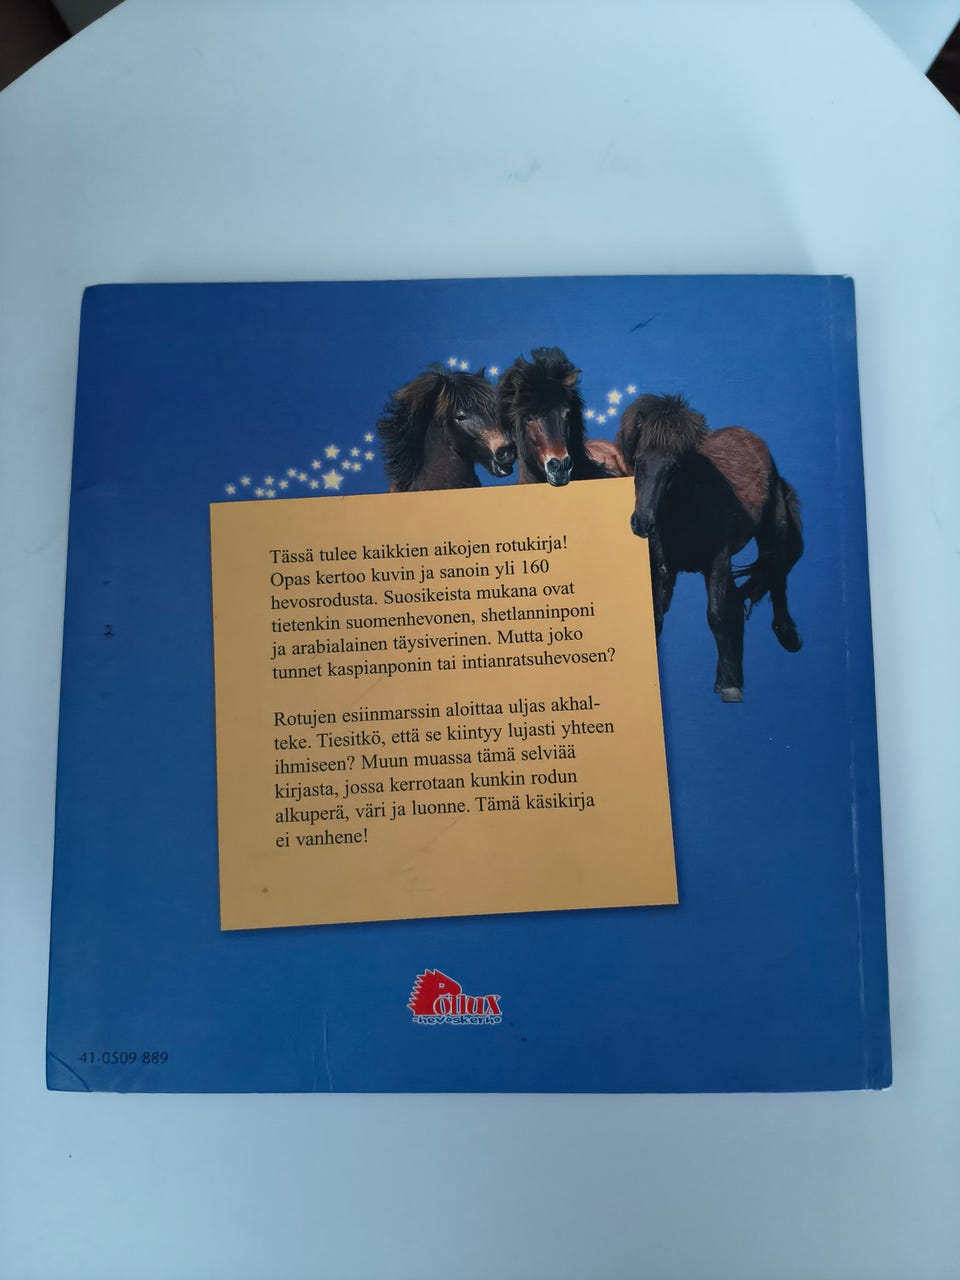 Tässä tulee kaikkien aikojen rotukirja!
Opas kertoo kuvin ja sanoin yli 160
hevosrodusta. Suosikeista mukana ovat
tietenkin suomenhevonen, shetlanninponi
ja arabialainen täysiverinen. Mutta joko
tunnet kaspianponin tai intianratsuhevosen?
Rotujen esiinmarssin aloittaa uljas akhal-
teke. Tiesitkö, että se kiintyy lujasti yhteen
ihmiseen? Muun muassa tämä selviää
kirjasta, jossa kerrotaan kunkin rodun
alkuperä, väri ja luonne. Tämä käsikirja
ei vanhene!
Pollux
-hevoskerho
41-0509 889